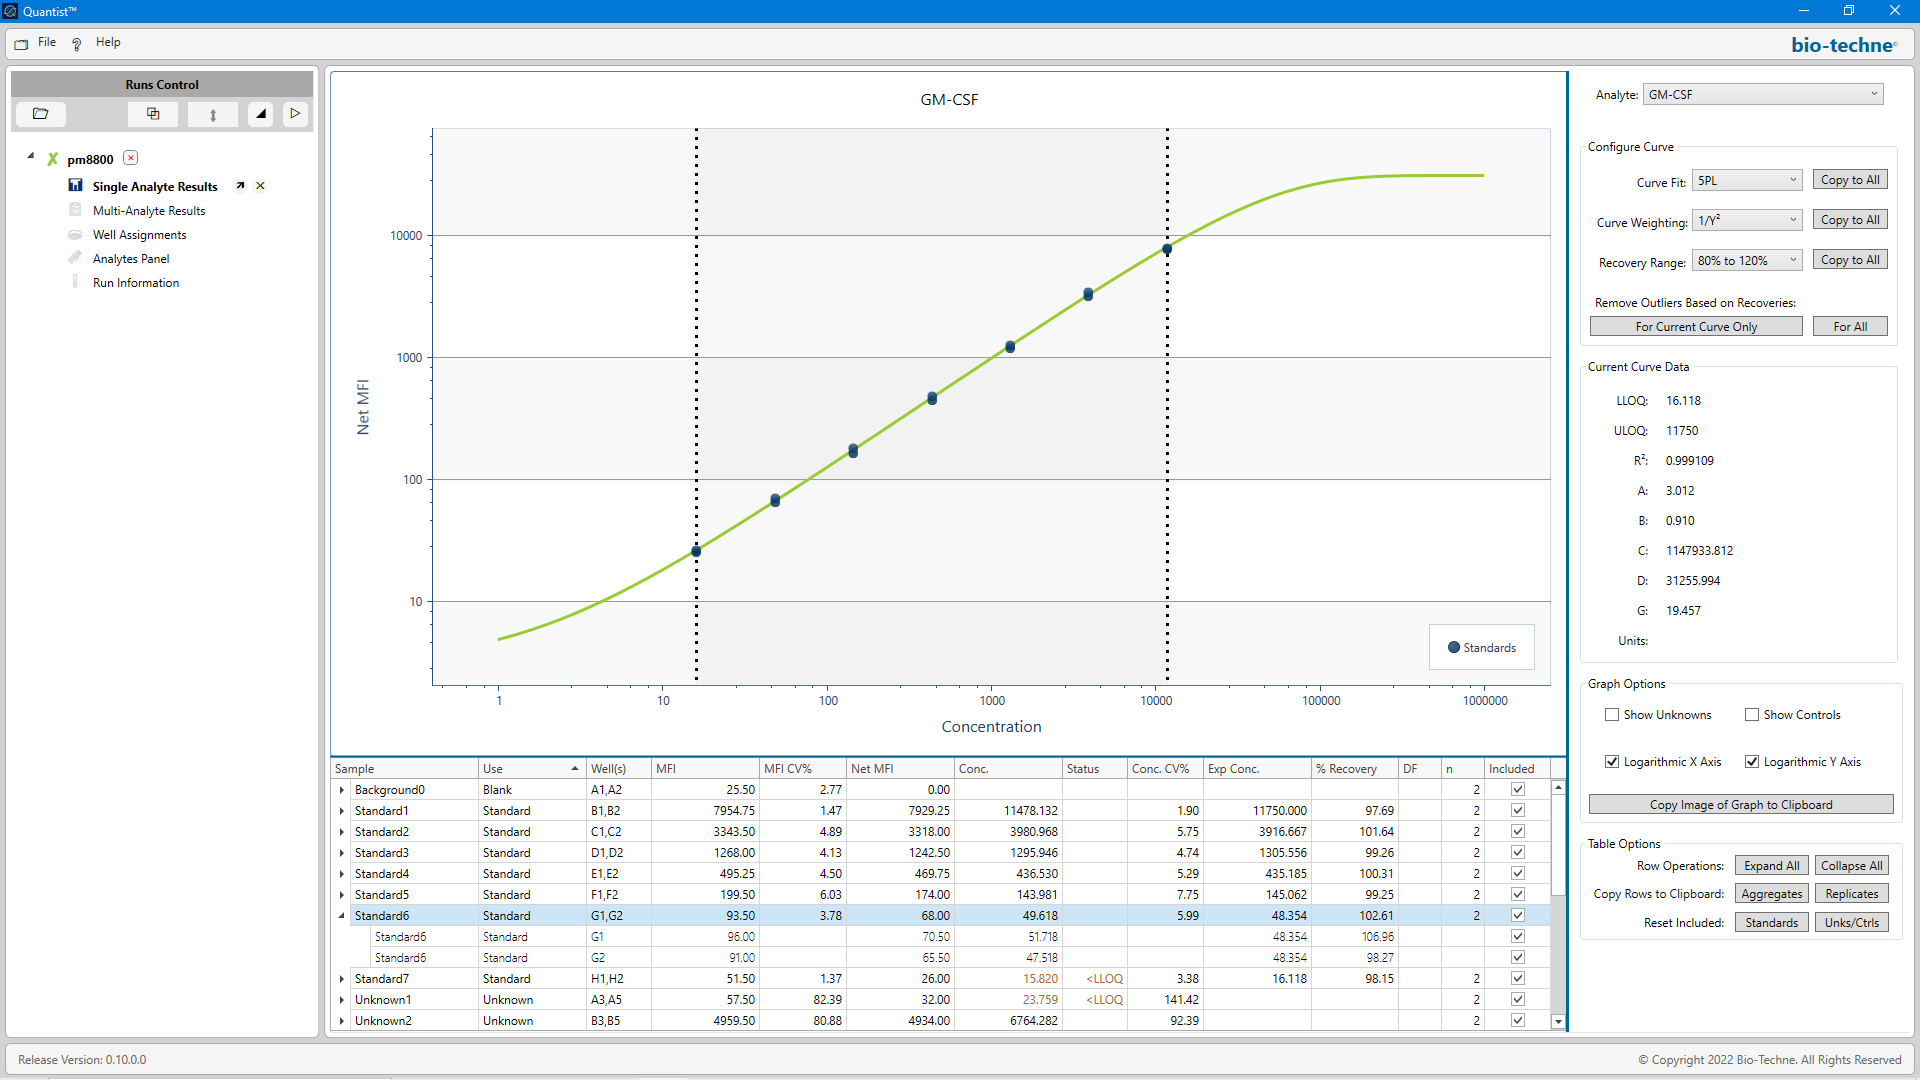 Quantist™
File Help
bio-techne
Runs Control
pm8800
Single Analyte Results
Multi-Analyte Results
Well Assignments
Analytes Panel
Run Information
GM-CSF
Net MFI
10000
1000
100
10
1 10 100 1000 10000 100000 1000000
Concentration
Standards
Analyte: GM-CSF
Configure Curve
Curve Fit: 5PL Copy to All
Curve Weighting: 1/Y² Copy to All
Recovery Range: 80% to 120% Copy to All
Remove Outliers Based on Recoveries:
For Current Curve Only For All
Current Curve Data
LLOQ: 16.118
ULOQ: 11750
R²: 0.999109
A: 3.012
B: 0.910
C: 1147933.812
D: 31255.994
G: 19.457
Units:
Graph Options
Show Unknowns Show Controls
Logarithmic X Axis Logarithmic Y Axis
Copy Image of Graph to Clipboard
Table Options
Row Operations: Expand All Collapse All
Copy Rows to Clipboard: Aggregates Replicates
Reset Included: Standards Unks/Ctrls
Sample Use Well(s) MFI MFI CV% Net MFI Conc. Status Conc. CV% Exp Conc. % Recovery DF n Included
Background0 Blank A1,A2 25.50 2.77 0.00 2
Standard1 Standard B1,B2 7954.75 1.47 7929.25 11478.132 1.90 11750.000 97.69 2
Standard2 Standard C1,C2 3343.50 4.89 3318.00 3980.968 5.75 3916.667 101.64 2
Standard3 Standard D1,D2 1268.00 4.13 1242.50 1295.946 4.74 1305.556 99.26 2
Standard4 Standard E1,E2 495.25 4.50 469.75 436.530 5.29 435.185 100.31 2
Standard5 Standard F1,F2 199.50 6.03 174.00 143.981 7.75 145.062 99.25 2
Standard6 Standard G1,G2 93.50 3.78 68.00 49.618 5.99 48.354 102.61 2
Standard6 Standard G1 96.00 70.50 51.718 48.354 106.96
Standard6 Standard G2 91.00 65.50 47.518 48.354 98.27
Standard7 Standard H1,H2 51.50 1.37 26.00 15.820 <LLOQ 3.38 16.118 98.15 2
Unknown1 Unknown A3,A5 57.50 82.39 32.00 23.759 <LLOQ 141.42 2
Unknown2 Unknown B3,B5 4959.50 80.88 4934.00 6764.282 92.39 2
Release Version: 0.10.0.0
© Copyright 2022 Bio-Techne. All Rights Reserved